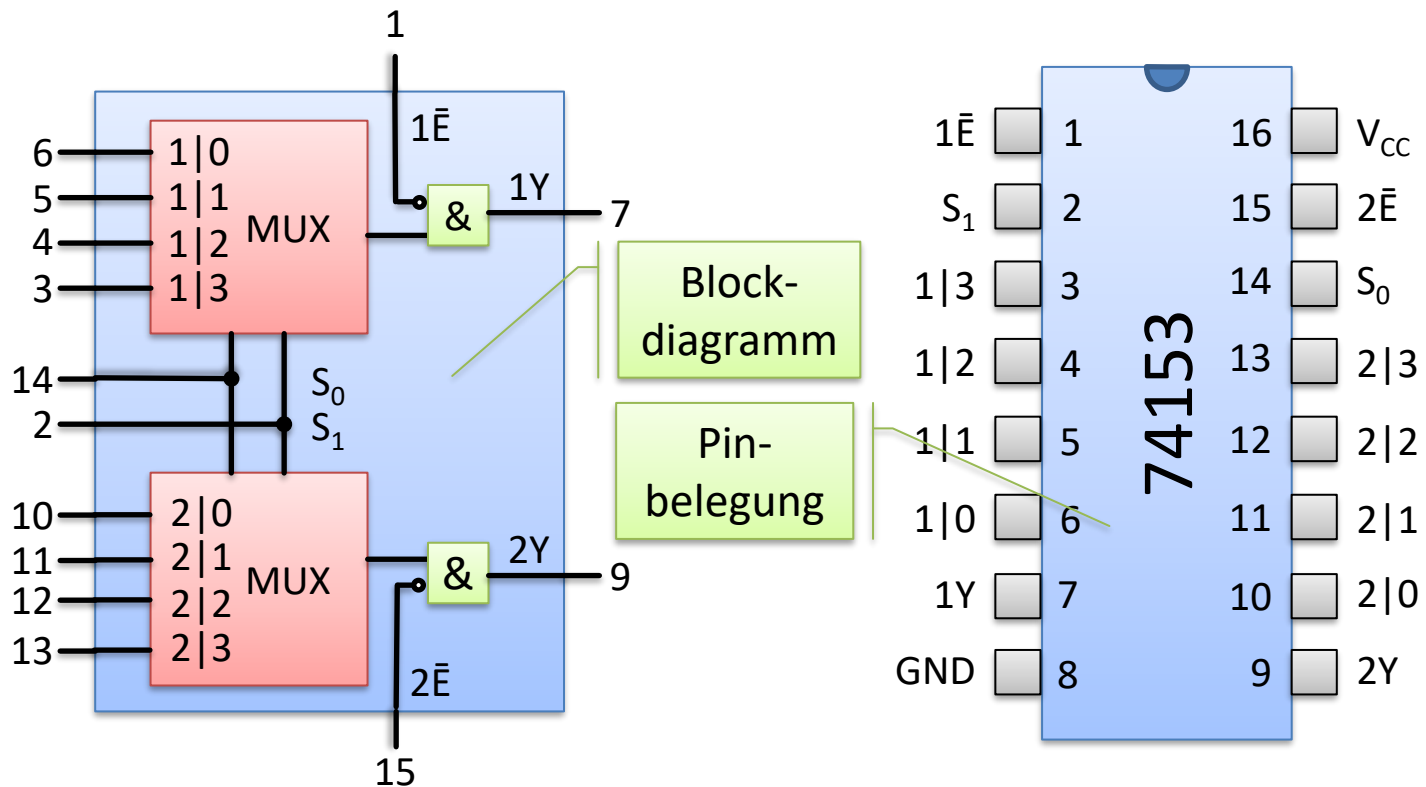 1
1Ē
6
1|0
5
1|1
4
1|2
3
1|3
MUX
&
1Y
7
14
S₀
2
S₁
10
2|0
11
2|1
12
2|2
13
2|3
MUX
&
2Y
9
2Ē
15
Block-
diagramm
Pin-
belegung
74153
1Ē 1 16 V_CC
S₁ 2 15 2Ē
1|3 3 14 S₀
1|2 4 13 2|3
1|1 5 12 2|2
1|0 6 11 2|1
1Y 7 10 2|0
GND 8 9 2Y